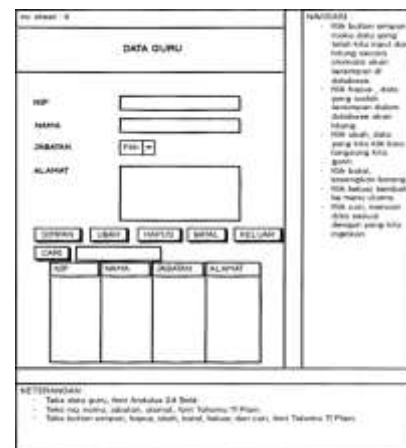 DATA GURU
NIP
NAMA
JABATAN
Pilih
ALAMAT
SIMPAN UBAH HAPUS BATAL KELUAR
CARI
NIP NAMA JABATAN ALAMAT
NAVIGASI
- Klik button simpan
maka data yang
telah kita input dan
hitung secara
otomatis akan
tersimpan di
database.
- Klik hapus, data
yang sudah
tersimpan dalam
database akan
hilang
- Klik ubah, data
yang kita klik bisa
langsung kita
ganti
- Klik batal,
- Klik keluar, kembali
ke menu utama
- Klik cari, mencari
data sesuai
dengan yang kita
inginkan
KETERANGAN
- Teks data guru, font Andalus 24 Bold
- Teks nip, nama, jabatan, alamat, font Tahoma 11 Plain
- Teks button simpan, hapus, ubah, batal, keluar, dan cari, font Tahoma 11 Plain